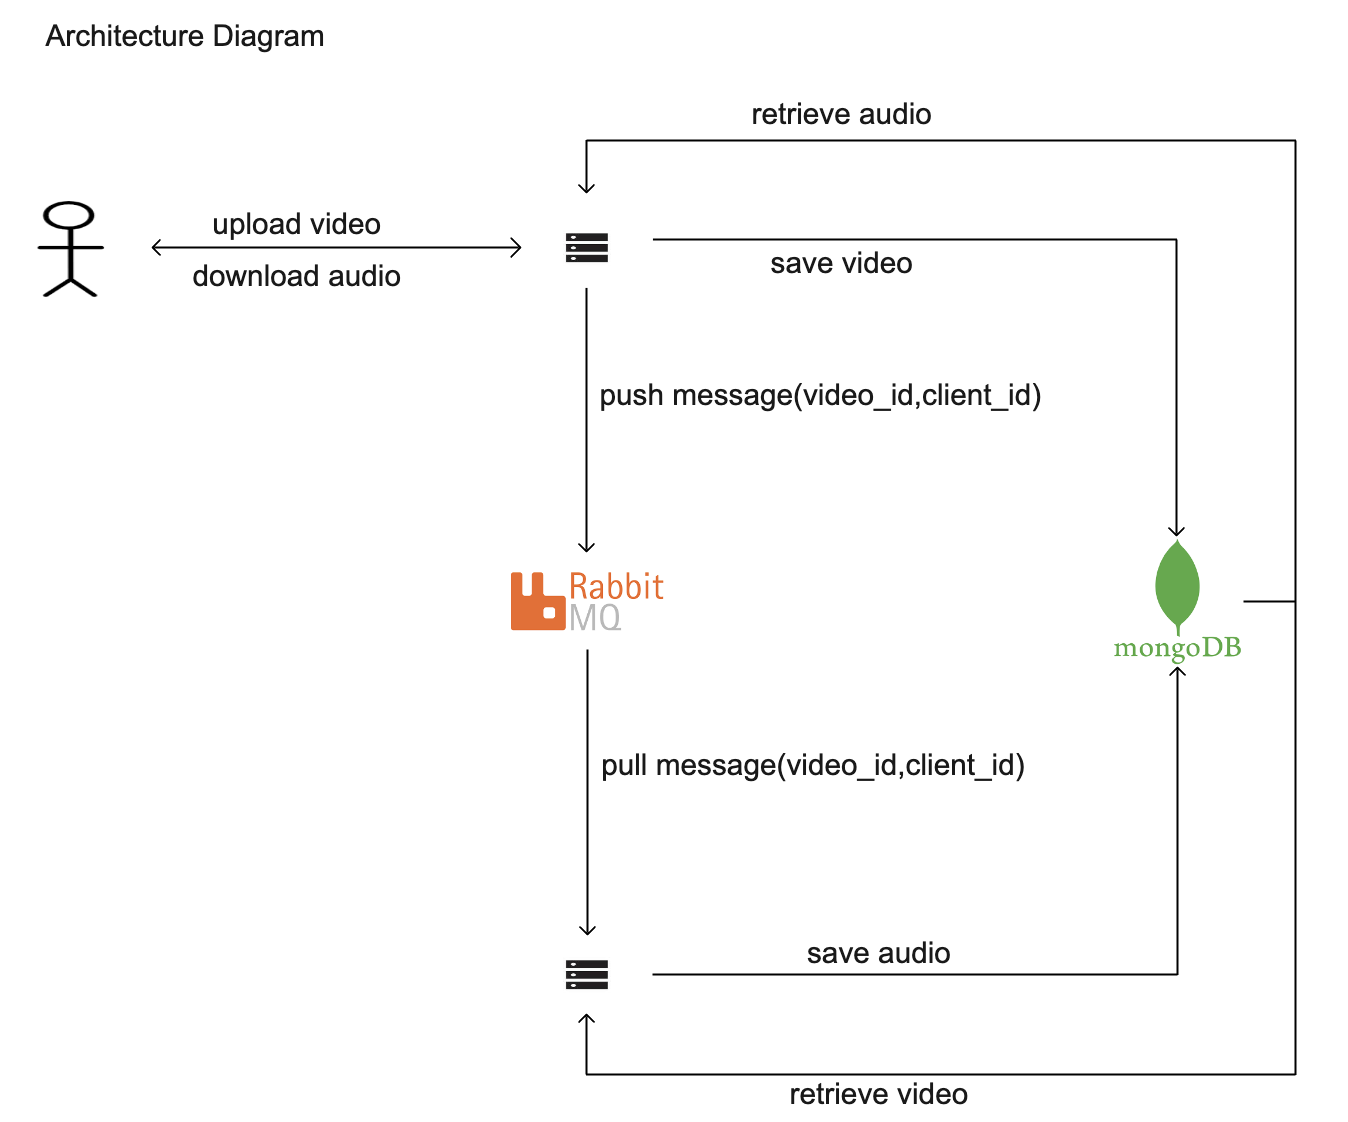 Architecture Diagram
retrieve audio
upload video
download audio
save video
push message(video_id,client_id)
Rabbit
MQ
mongoDB
pull message(video_id,client_id)
save audio
retrieve video